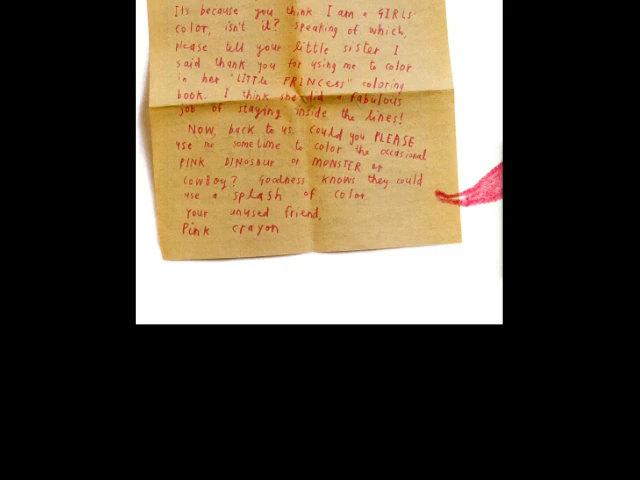 Its because you think I am a GIRLS'
color, isn't it? speaking of which,
please tell your little sister I
said thank you for using me to color
in her "LITTLE PRINCess" coloring
book. I think she did a fabulous
job of staying inside the lines!
Now, back to us. Could you PLEASE
use me sometime to color the occasional
PINK DINOSAUR or MONSTER or
COWBOY? Goodness knows they could
use a splash of color.
Your unused friend,
Pink crayon